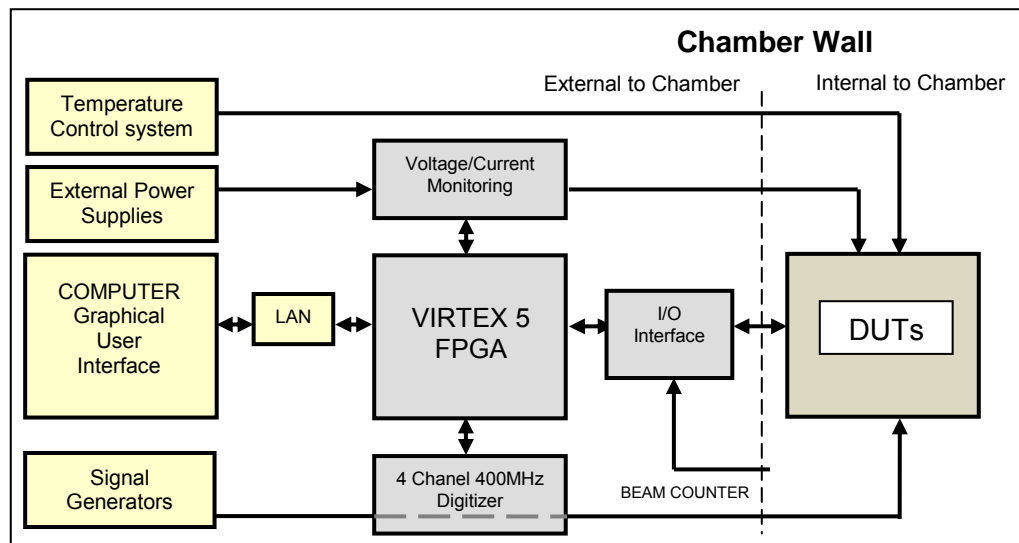 Chamber Wall
External to Chamber
Internal to Chamber
Temperature
Control system
Voltage/Current
Monitoring
External Power
Supplies
COMPUTER
Graphical
User
Interface
LAN
VIRTEX 5
FPGA
I/O
Interface
DUTs
Signal
Generators
4 Chanel 400MHz
Digitizer
BEAM COUNTER